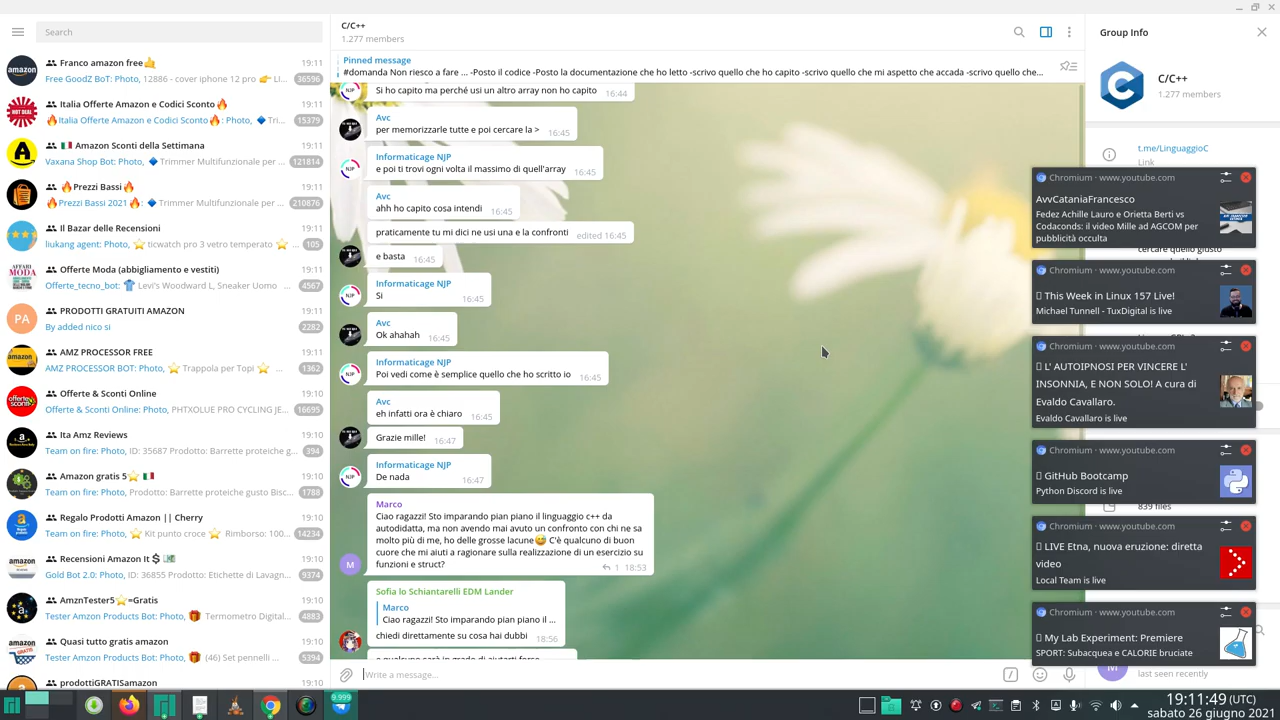 Search
Franco amazon free🤙
19:11
Free GoodZ BoT: Photo, 12886 - cover iphone 12 pro 👉 LI...
36596
Italia Offerte Amazon e Codici Sconto🔥
19:11
🔥Italia Offerte Amazon e Codici Sconto🔥: Photo, 🔹Tri...
15379
🇮🇹 Amazon Sconti della Settimana
19:11
Vaxana Shop Bot: Photo, 🔹Trimmer Multifunzionale per ...
121814
🔥Prezzi Bassi🔥
19:11
🔥Prezzi Bassi 2021🔥: 🔹Trimmer Multifunzionale per ...
210876
Il Bazar delle Recensioni
19:11
liukang agent: Photo, ⭐ ticwatch pro 3 vetro temperato ⭐ ...
105
Offerte Moda (abbigliamento e vestiti)
19:11
Offerte_tecno_bot: 👕 Levi's Woodward L, Sneaker Uomo ...
4567
PA
PRODOTTI GRATUITI AMAZON
19:11
By added nico si
2282
AMZ PROCESSOR FREE
19:11
AMZ PROCESSOR BOT: Photo, ⭐ Trappola per Topi ⭐ ...
1362
Offerte & Sconti Online
19:10
Offerte & Sconti Online: Photo, PHTXOLUE PRO CYCLING JE...
16695
Ita Amz Reviews
19:10
Team on fire: Photo, ID: 35687 Prodotto: Barrette proteiche g...
394
Amazon gratis 5⭐ 🇮🇹
19:10
Team on fire: Photo, Prodotto: Barrette proteiche gusto Bisc...
1788
Regalo Prodotti Amazon || Cherry
19:10
Team on fire: Photo, ⭐ Kit punto croce ⭐ Rimborso: 100...
14234
Recensioni Amazon It💲 💵
19:10
Gold Bot 2.0: Photo, ID: 36855 Prodotto: Etichette di Lavagn...
9374
AmznTester5⭐=Gratis
19:10
Tester Amzon Products Bot: Photo, 🎁 Termometro Digital...
4883
Quasi tutto gratis amazon
19:10
Tester Amzon Products Bot: Photo, 🎁 (46) Set pennelli ...
5394
prodottiGRATISamazon
19:10
C/C++
1.277 members
Pinned message
#domanda Non riesco a fare ... -Posto il codice -Posto la documentazione che ho letto -scrivo quello che ho capito -scrivo quello che mi aspetto che accada -scrivo quello che...
Si ho capito ma perché usi un altro array non ho capito 16:44
Avc
per memorizzarle tutte e poi cercare la > 16:45
Informaticage NJP
e poi ti trovi ogni volta il massimo di quell'array 16:45
Avc
ahh ho capito cosa intendi 16:45
praticamente tu mi dici ne usi una e la confronti edited 16:45
e basta 16:45
Informaticage NJP
Si 16:45
Avc
Ok ahahah 16:45
Informaticage NJP
Poi vedi come è semplice quello che ho scritto io 16:45
Avc
eh infatti ora è chiaro 16:45
Grazie mille! 16:47
Informaticage NJP
De nada 16:47
Marco
Ciao ragazzi! Sto imparando pian piano il linguaggio c++ da
autodidatta, ma non avendo mai avuto un confronto con chi ne sa
molto più di me, ho delle grosse lacune😅 C'è qualcuno di buon
cuore che mi aiuti a ragionare sulla realizzazione di un esercizio su
funzioni e struct?
1 18:53
M
Sofia lo Schiantarelli EDM Lander
Marco
Ciao ragazzi! Sto imparando pian piano il ...
chiedi direttamente su cosa hai dubbi 18:56
Write a message...
Group Info
C/C++
1.277 members
t.me/LinguaggioC
Link
Chromium · www.youtube.com
AvvCataniaFrancesco
Fedez Achille Lauro e Orietta Berti vs
Codaconds: il video Mille ad AGCOM per
pubblicità occulta
Chromium · www.youtube.com
This Week in Linux 157 Live!
Michael Tunnell - TuxDigital is live
Chromium · www.youtube.com
L' AUTOIPNOSI PER VINCERE L'
INSONNIA, E NON SOLO! A cura di
Evaldo Cavallaro.
Evaldo Cavallaro is live
Chromium · www.youtube.com
GitHub Bootcamp
Python Discord is live
839 files
Chromium · www.youtube.com
LIVE Etna, nuova eruzione: diretta
video
Local Team is live
Chromium · www.youtube.com
My Lab Experiment: Premiere
SPORT: Subacquea e CALORIE bruciate
last seen recently
9,999
19:11:49 (UTC)
sabato 26 giugno 2021